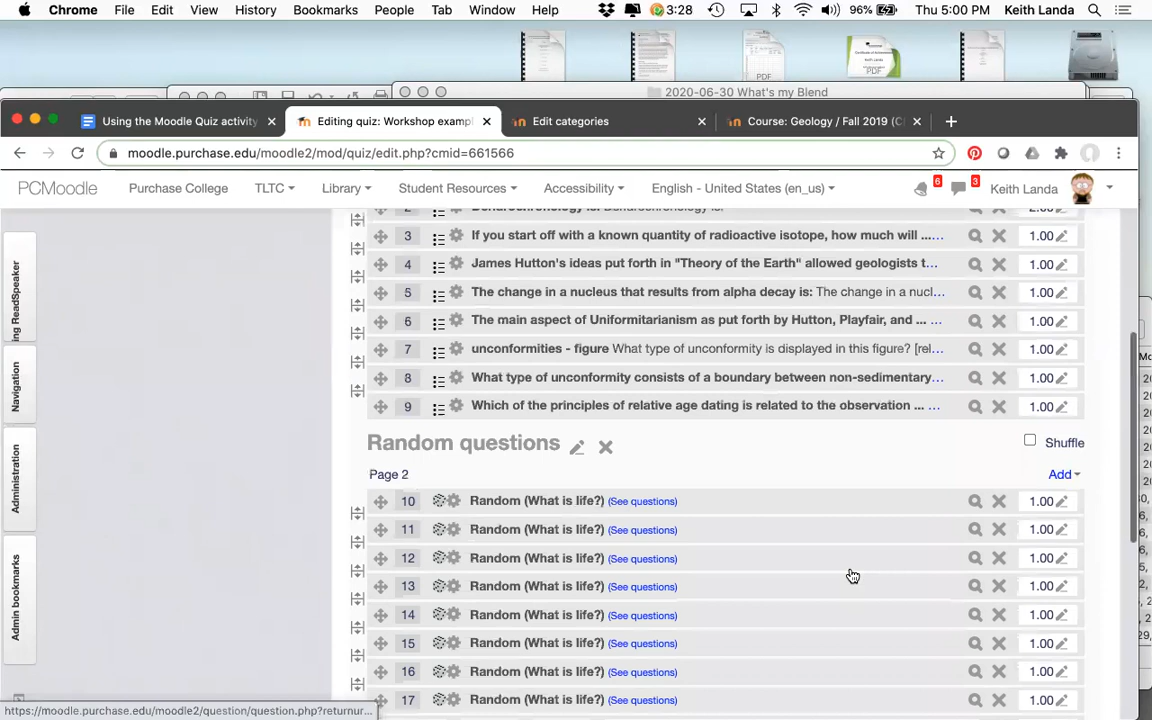 Chrome File Edit View History Bookmarks People Tab Window Help 3:28 96% Thu 5:00 PM Keith Landa
PDF
PDF
2020-06-30 What's my Blend
Using the Moodle Quiz activity
Editing quiz: Workshop exampl
Edit categories
Course: Geology / Fall 2019 (C
moodle.purchase.edu/moodle2/mod/quiz/edit.php?cmid=661566
PCMoodle Purchase College TLTC Library Student Resources Accessibility English - United States (en_us) 6 3 Keith Landa
3 If you start off with a known quantity of radioactive isotope, how much will ... ... 1.00
4 James Hutton's ideas put forth in "Theory of the Earth" allowed geologists t... 1.00
5 The change in a nucleus that results from alpha decay is: The change in a nucl... 1.00
6 The main aspect of Uniformitarianism as put forth by Hutton, Playfair, and ... ... 1.00
7 unconformities - figure What type of unconformity is displayed in this figure? [rel... 1.00
8 What type of unconformity consists of a boundary between non-sedimentary... 1.00
9 Which of the principles of relative age dating is related to the observation ... ... 1.00
Random questions
Shuffle
Page 2
Add
10 Random (What is life?) (See questions) 1.00
11 Random (What is life?) (See questions) 1.00
12 Random (What is life?) (See questions) 1.00
13 Random (What is life?) (See questions) 1.00
14 Random (What is life?) (See questions) 1.00
15 Random (What is life?) (See questions) 1.00
16 Random (What is life?) (See questions) 1.00
17 Random (What is life?) (See questions) 1.00
ng ReadSpeaker
Navigation
Administration
Admin bookmarks
https://moodle.purchase.edu/moodle2/question/question.php?returnur...